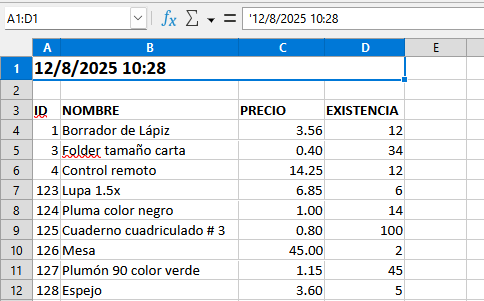 A1:D1 fx Σ = '12/8/2025 10:28
A B C D E
1 12/8/2025 10:28
2
3 ID NOMBRE PRECIO EXISTENCIA
4 1 Borrador de Lápiz 3.56 12
5 3 Folder tamaño carta 0.40 34
6 4 Control remoto 14.25 12
7 123 Lupa 1.5x 6.85 6
8 124 Pluma color negro 1.00 14
9 125 Cuaderno cuadriculado # 3 0.80 100
10 126 Mesa 45.00 2
11 127 Plumón 90 color verde 1.15 45
12 128 Espejo 3.60 5